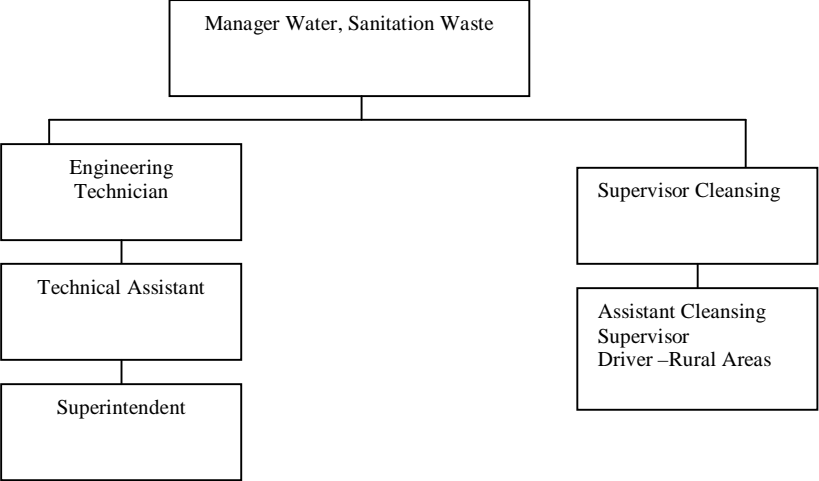 Manager Water, Sanitation Waste
Engineering
Technician
Technical Assistant
Superintendent
Supervisor Cleansing
Assistant Cleansing
Supervisor
Driver –Rural Areas